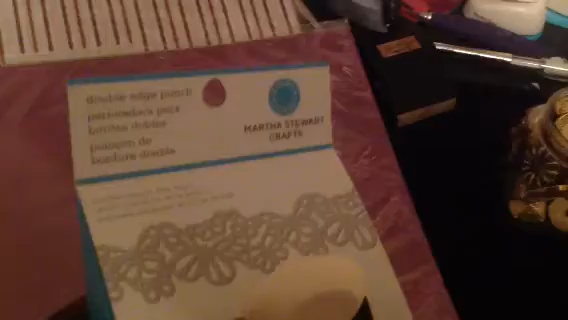 double edge punch
perforadora para
bordes dobles
poinçon de
bordure double
MARTHA STEWART
CRAFTS